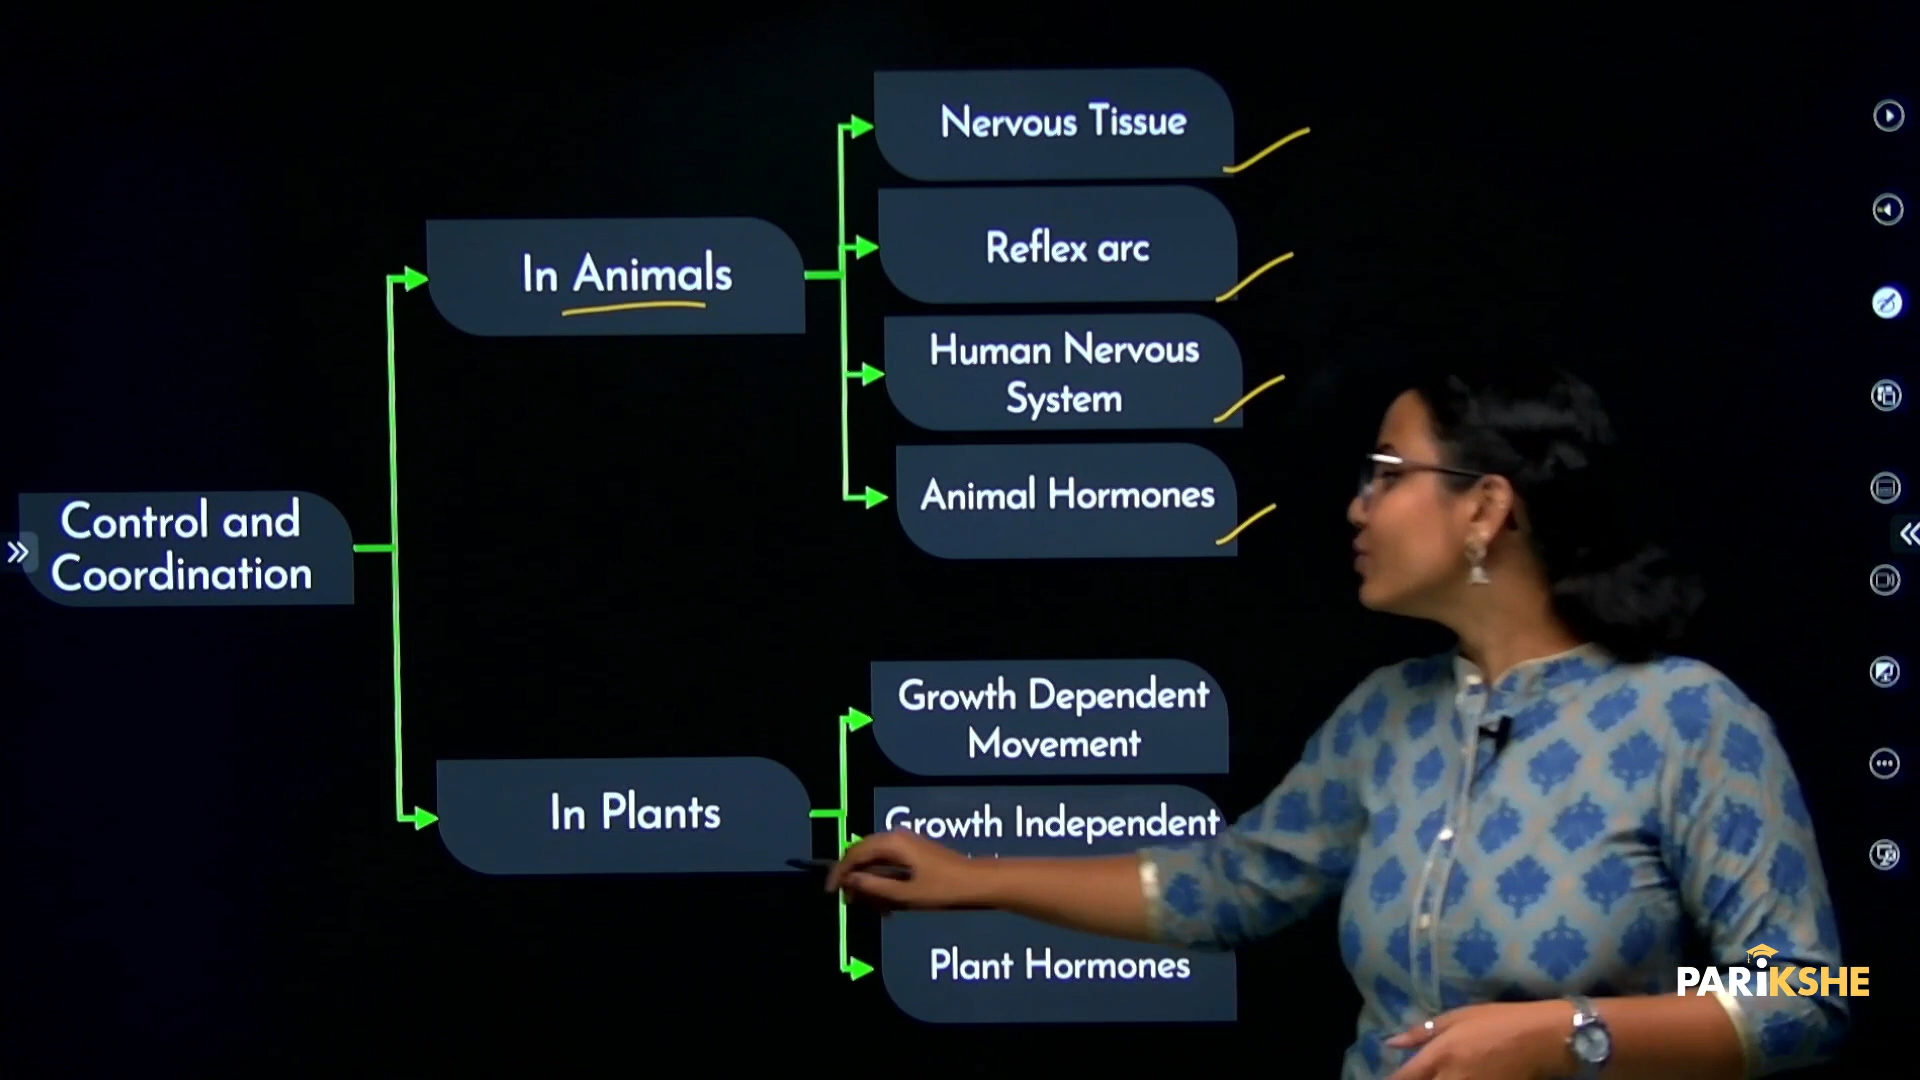 Nervous Tissue
Reflex arc
In Animals
Human Nervous
System
Animal Hormones
Control and
Coordination
Growth Dependent
Movement
In Plants
Growth Independent
Plant Hormones
PARIKSHE